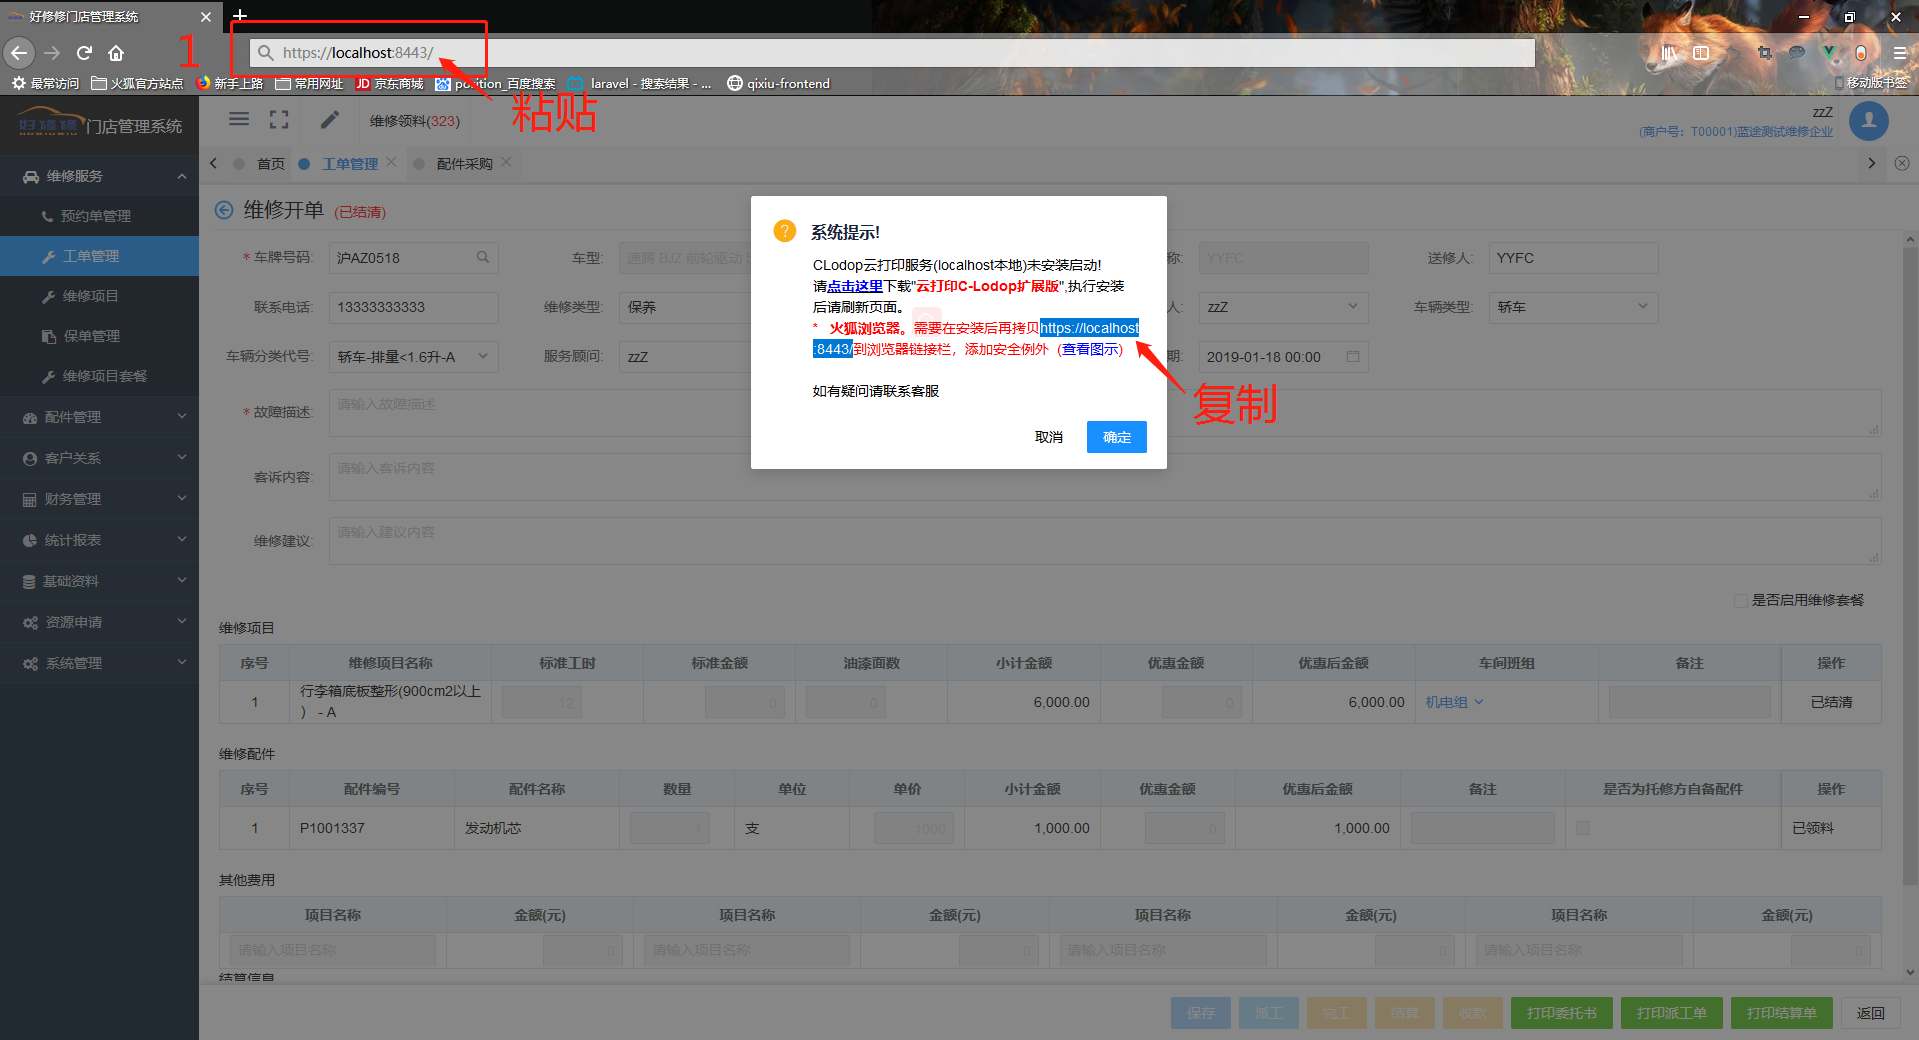 好修修门店管理系统
1
https://localhost:8443/
最常访问 火狐官方站点 新手上路 常用网址 JD 京东商城 position_百度搜索 laravel - 搜索结果 - ... qixiu-frontend
移动版书签
粘贴
好修修 门店管理系统
维修领料(323)
zzZ
(商户号：T00001)蓝途测试维修企业
首页 工单管理 配件采购
维修服务
预约单管理
工单管理
维修项目
保单管理
维修项目套餐
配件管理
客户关系
财务管理
统计报表
基础资料
资源申请
系统管理
维修开单 (已结清)
* 车牌号码: 沪AZ0518 车型: 速腾 BJZ 前轮驱动 称: YYFC 送修人: YYFC
联系电话: 13333333333 维修类型: 保养 人: zzZ 车辆类型: 轿车
车辆分类代号: 轿车-排量<1.6升-A 服务顾问: zzZ 期: 2019-01-18 00:00
* 故障描述: 请输入故障描述
客诉内容: 请输入客诉内容
维修建议: 请输入建议内容
系统提示!
CLodop云打印服务(localhost本地)未安装启动!
请点击这里下载"云打印C-Lodop扩展版",执行安装
后请刷新页面。
* 火狐浏览器。需要在安装后再拷贝https://localhost
:8443/到浏览器链接栏，添加安全例外（查看图示）
如有疑问请联系客服
取消 确定
复制
是否启用维修套餐
维修项目
序号 维修项目名称 标准工时 标准金额 油漆面数 小计金额 优惠金额 优惠后金额 车间班组 备注 操作
1 行李箱底板整形(900cm2以上
） - A 12 0 0 6,000.00 0 6,000.00 机电组 已结清
维修配件
序号 配件编号 配件名称 数量 单位 单价 小计金额 优惠金额 优惠后金额 备注 是否为托修方自备配件 操作
1 P1001337 发动机芯 1 支 1000 1,000.00 0 1,000.00 已领料
其他费用
项目名称 金额(元) 项目名称 金额(元) 项目名称 金额(元) 项目名称 金额(元)
请输入项目名称 0 请输入项目名称 0 请输入项目名称 0 请输入项目名称 0
结算信息
保存 派工 完工 结算 收款 打印委托书 打印派工单 打印结算单 返回